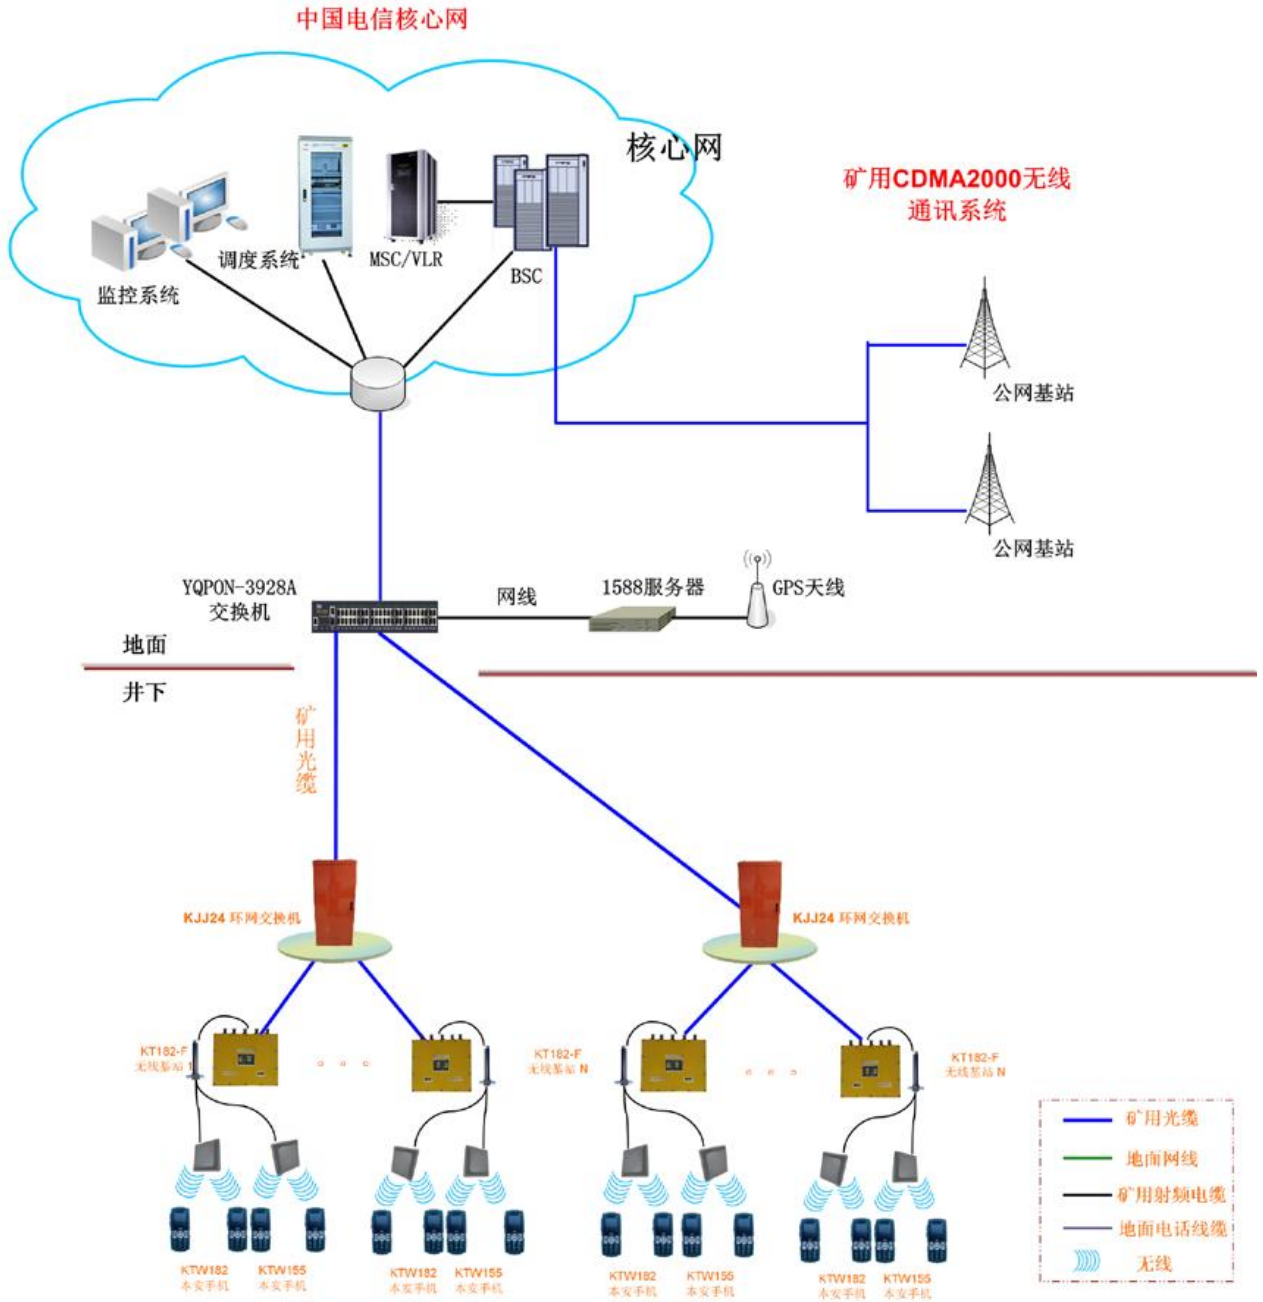 中国电信核心网
核心网
矿用CDMA2000无线
通讯系统
调度系统
MSC/VLR
BSC
监控系统
公网基站
公网基站
YQPON-3928A
交换机
网线
1588服务器
GPS天线
地面
井下
矿用光缆
KJJ24 环网交换机
KJJ24 环网交换机
KT182-F
无线基站 1
KT182-F
无线基站 N
KT182-F
无线基站 N
矿用光缆
地面网线
矿用射频电缆
地面电话线缆
无线
KTW182
本安手机
KTW155
本安手机
KTW182
本安手机
KTW155
本安手机
KTW182
本安手机
KTW155
本安手机
KTW182
本安手机
KTW155
本安手机